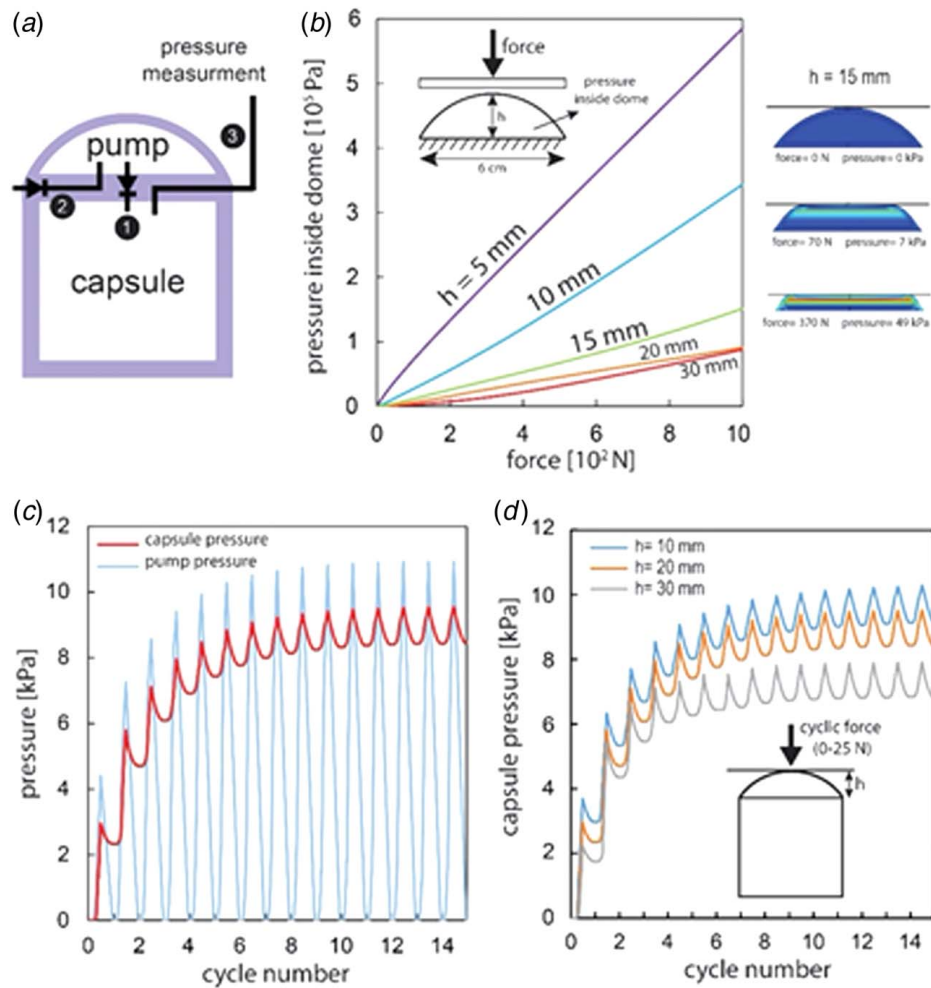 (a)
pressure
measurment
3
pump
2
1
capsule
(b)
pressure inside dome [10⁵ Pa]
6
5
4
3
2
1
0
force
pressure
inside dome
h
6 cm
h = 5 mm
10 mm
15 mm
20 mm
30 mm
0 2 4 6 8 10
force [10² N]
h = 15 mm
force= 0 N pressure= 0 kPa
force= 70 N pressure= 7 kPa
force= 370 N pressure= 49 kPa
(c)
pressure [kPa]
12
10
8
6
4
2
0
capsule pressure
pump pressure
0 2 4 6 8 10 12 14
cycle number
(d)
capsule pressure [kPa]
12
10
8
6
4
2
0
h= 10 mm
h= 20 mm
h= 30 mm
cycllc force
(0-25 N)
h
0 2 4 6 8 10 12 14
cycle number